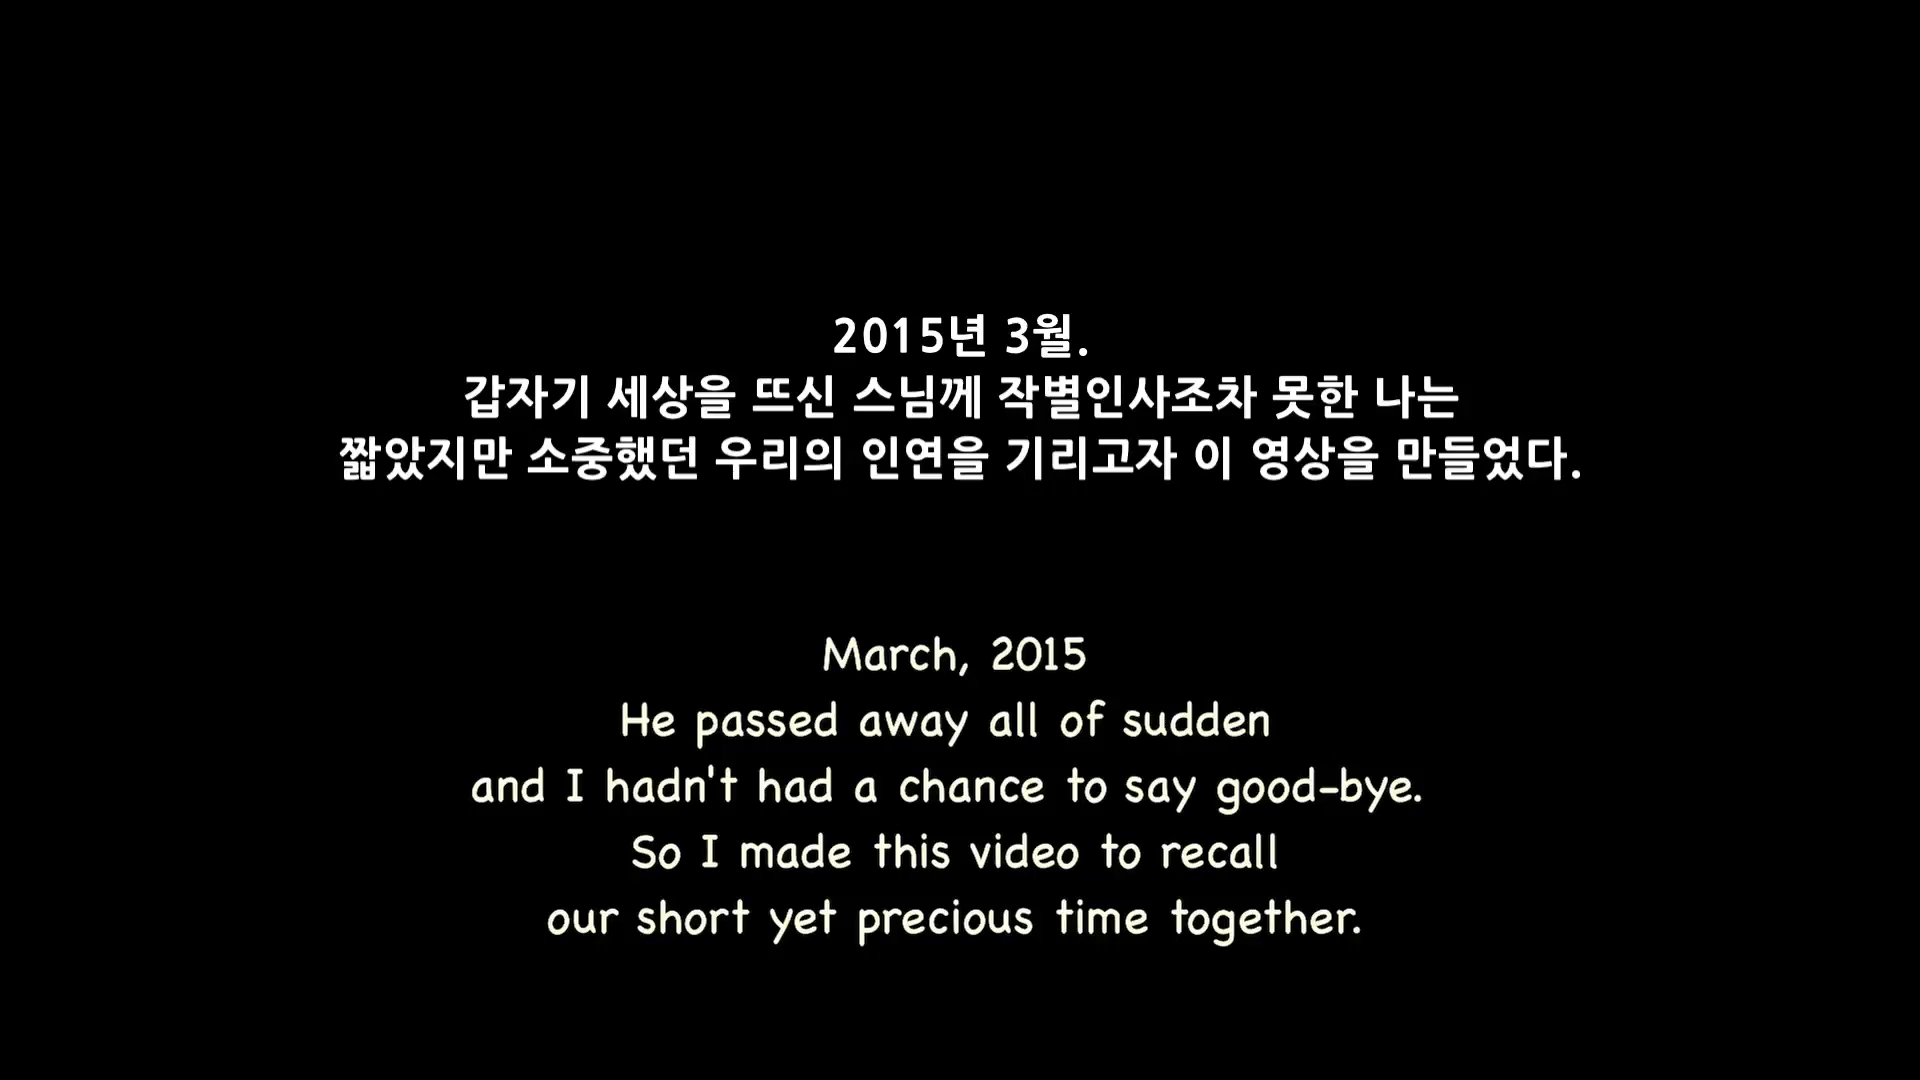 2015년 3월.
갑자기 세상을 뜨신 스님께 작별인사조차 못한 나는
짧았지만 소중했던 우리의 인연을 기리고자 이 영상을 만들었다.
March, 2015
He passed away all of sudden
and I hadn't had a chance to say good-bye.
So I made this video to recall
our short yet precious time together.